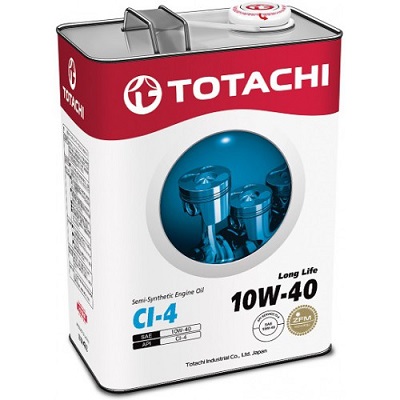 TOTACHI
Long Life
Semi-Synthetic Engine Oil
CI-4
10W-40
SAE 10W-40
API CI-4
ZFM
Totachi Industrial Co., Ltd. Japan